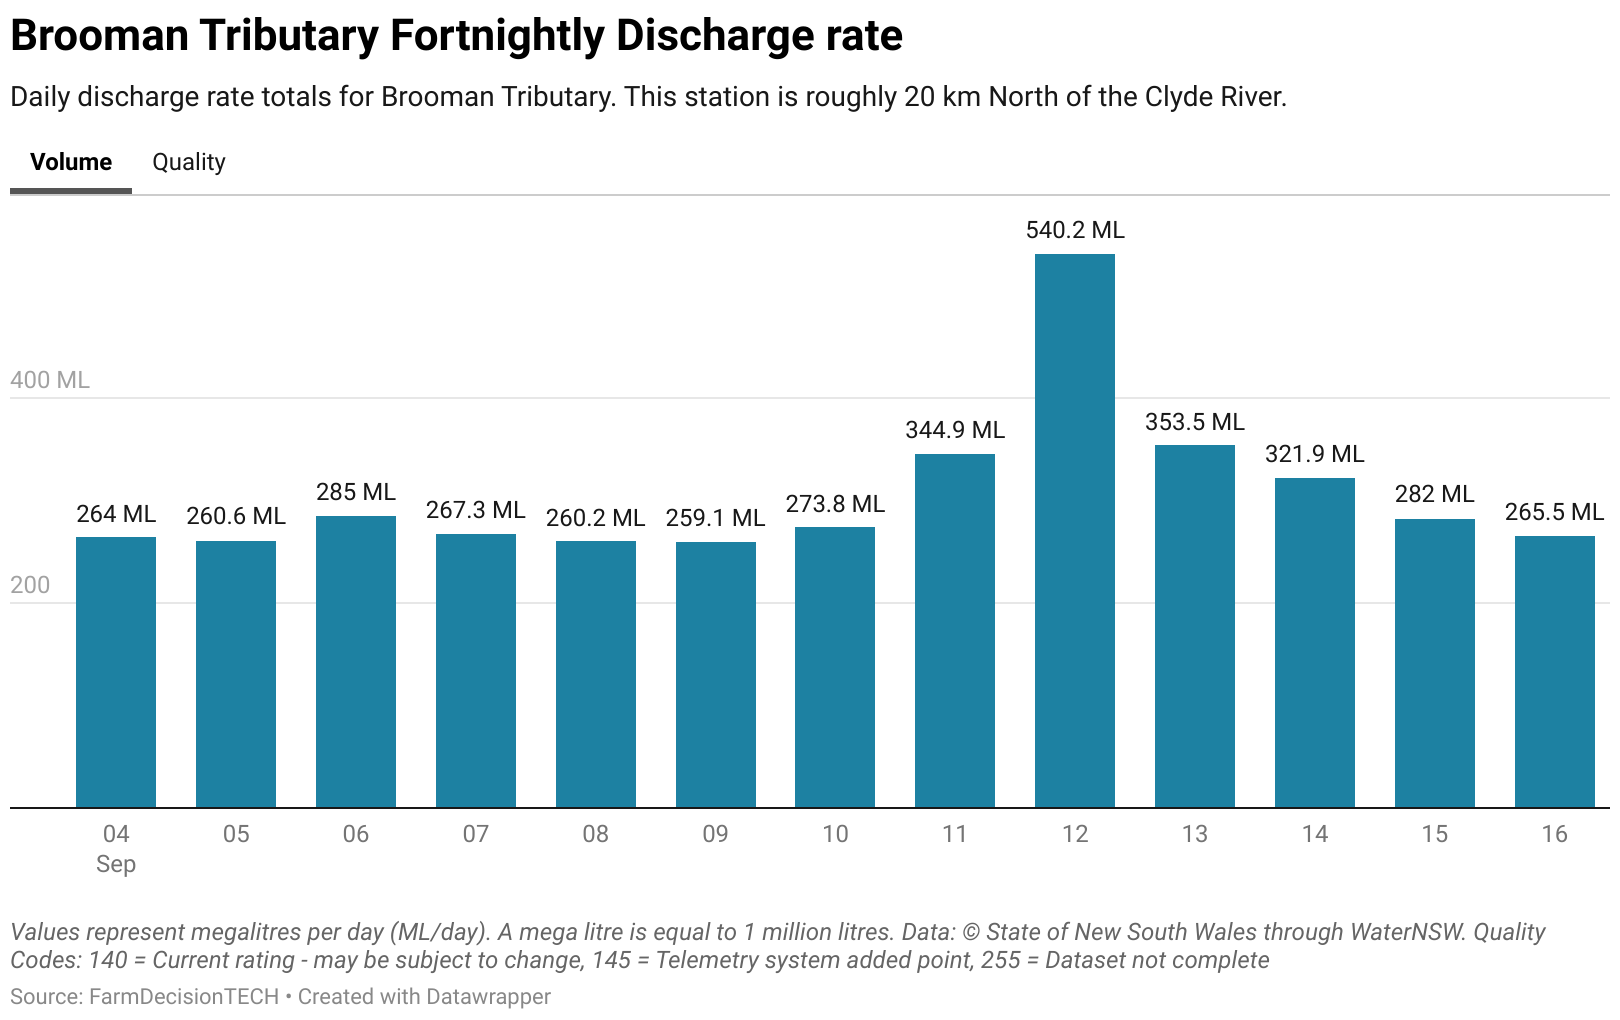 Brooman Tributary Fortnightly Discharge rate
Daily discharge rate totals for Brooman Tributary. This station is roughly 20 km North of the Clyde River.
Volume Quality
540.2 ML
400 ML
344.9 ML
353.5 ML
321.9 ML
264 ML
260.6 ML
285 ML
267.3 ML
260.2 ML
259.1 ML
273.8 ML
282 ML
265.5 ML
200
04 05 06 07 08 09 10 11 12 13 14 15 16
Sep
Values represent megalitres per day (ML/day). A mega litre is equal to 1 million litres. Data: © State of New South Wales through WaterNSW. Quality
Codes: 140 = Current rating - may be subject to change, 145 = Telemetry system added point, 255 = Dataset not complete
Source: FarmDecisionTECH • Created with Datawrapper